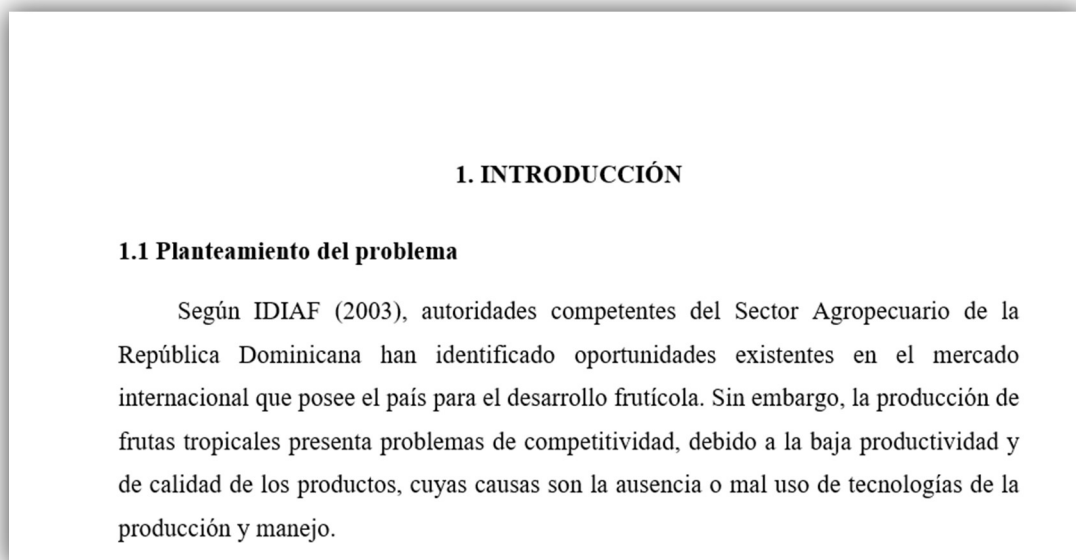 1. INTRODUCCIÓN
1.1 Planteamiento del problema
Según IDIAF (2003), autoridades competentes del Sector Agropecuario de la
República Dominicana han identificado oportunidades existentes en el mercado
internacional que posee el país para el desarrollo frutícola. Sin embargo, la producción de
frutas tropicales presenta problemas de competitividad, debido a la baja productividad y
de calidad de los productos, cuyas causas son la ausencia o mal uso de tecnologías de la
producción y manejo.